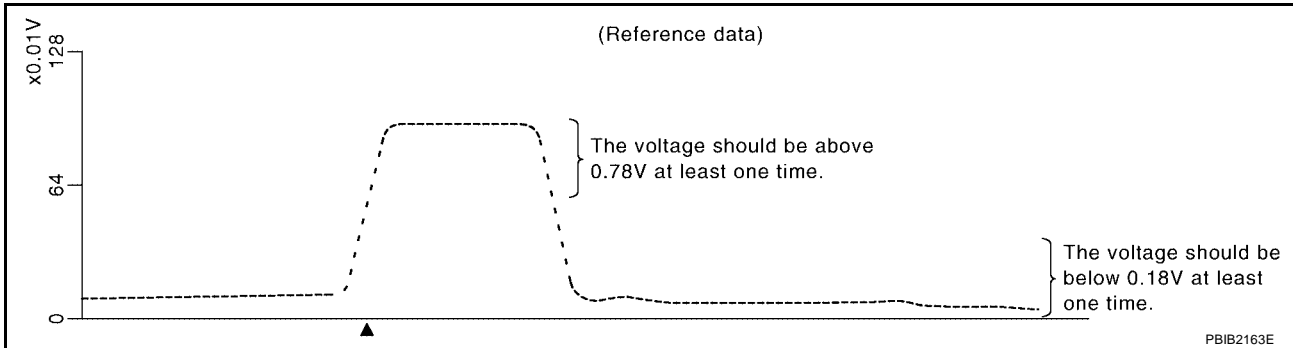 (Reference data)
x0.01V
128
64
0
The voltage should be above
0.78V at least one time.
The voltage should be
below 0.18V at least
one time.
PBIB2163E